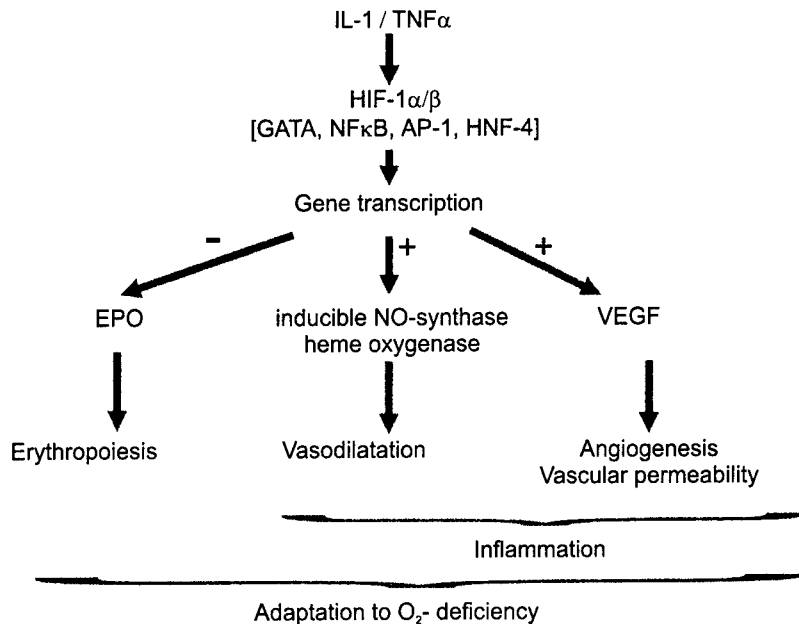 IL-1 / TNFα
HIF-1α/β
[GATA, NFκB, AP-1, HNF-4]
Gene transcription
- + +
EPO
inducible NO-synthase
heme oxygenase
VEGF
Erythropoiesis
Vasodilatation
Angiogenesis
Vascular permeability
Inflammation
Adaptation to O₂- deficiency